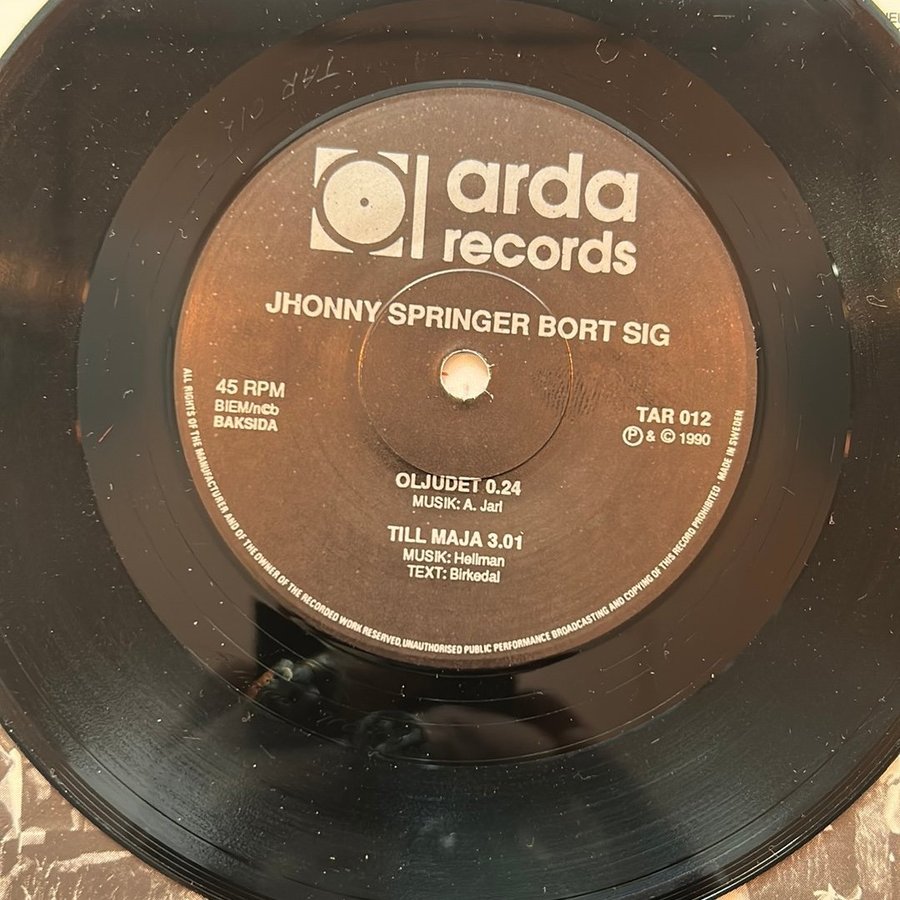 TAR 012
arda
records
JHONNY SPRINGER BORT SIG
45 RPM
BIEM/n©b
BAKSIDA
TAR 012
Ⓟ & © 1990
OLJUDET 0.24
MUSIK: A. Jarl
TILL MAJA 3.01
MUSIK: Hellman
TEXT: Birkedal
ALL RIGHTS OF THE MANUFACTURER AND OF THE OWNER OF THE RECORDED WORK RESERVED, UNAUTHORISED PUBLIC PERFORMANCE BROADCASTING AND COPYING OF THIS RECORD PROHIBITED · MADE IN SWEDEN